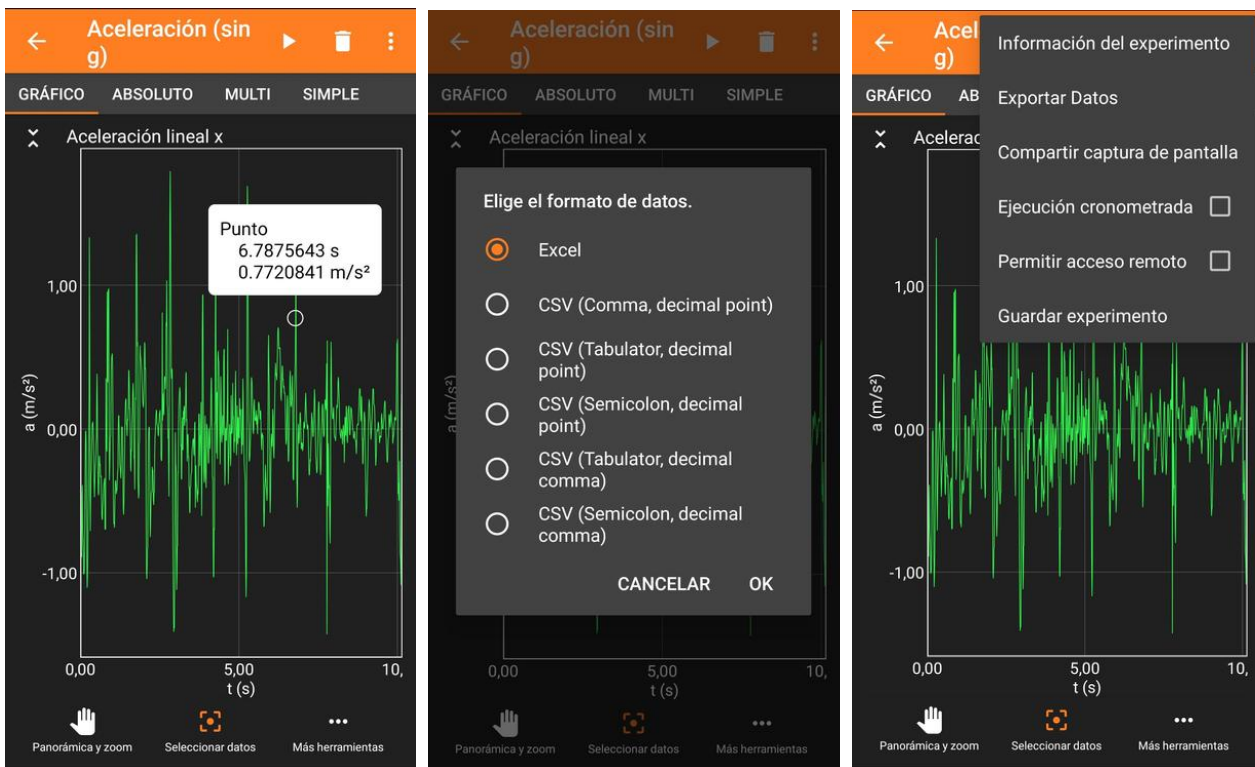 Aceleración (sin
g)
GRÁFICO ABSOLUTO MULTI SIMPLE
Aceleración lineal x
Punto
6.7875643 s
0.7720841 m/s²
1,00
0,00
-1,00
a (m/s²)
0,00 5,00 10,
t (s)
Panorámica y zoom Seleccionar datos Más herramientas
Aceleración (sin
g)
GRÁFICO ABSOLUTO MULTI SIMPLE
Aceleración lineal x
Elige el formato de datos.
Excel
CSV (Comma, decimal point)
CSV (Tabulator, decimal
point)
CSV (Semicolon, decimal
point)
CSV (Tabulator, decimal
comma)
CSV (Semicolon, decimal
comma)
CANCELAR OK
a (m/s²)
0,00 5,00 10,
t (s)
Panorámica y zoom Seleccionar datos Más herramientas
Acel
g)
GRÁFICO AB
Acelerac
Información del experimento
Exportar Datos
Compartir captura de pantalla
Ejecución cronometrada
Permitir acceso remoto
Guardar experimento
1,00
0,00
-1,00
a (m/s²)
0,00 5,00 10,
t (s)
Panorámica y zoom Seleccionar datos Más herramientas